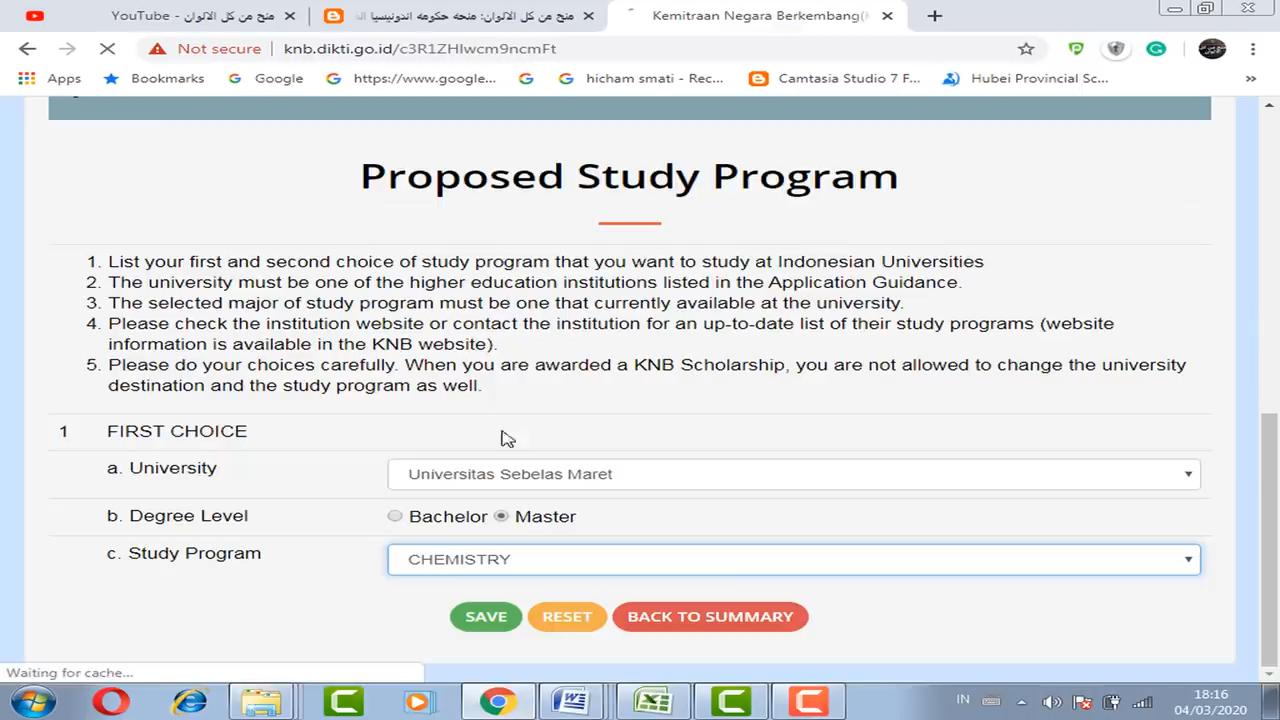 YouTube - منح من كل الالوان
منح من كل الالوان: منحه حكومه اندونيسيا ال
Kemitraan Negara Berkembang(
Not secure
knb.dikti.go.id/c3R1ZHlwcm9ncmFt
Apps
Bookmarks
Google
https://www.google...
hicham smati - Rec...
Camtasia Studio 7 F...
Hubei Provincial Sc...
Proposed Study Program
1. List your first and second choice of study program that you want to study at Indonesian Universities
2. The university must be one of the higher education institutions listed in the Application Guidance.
3. The selected major of study program must be one that currently available at the university.
4. Please check the institution website or contact the institution for an up-to-date list of their study programs (website
information is available in the KNB website).
5. Please do your choices carefully. When you are awarded a KNB Scholarship, you are not allowed to change the university
destination and the study program as well.
1 FIRST CHOICE
a. University Universitas Sebelas Maret
b. Degree Level Bachelor Master
c. Study Program CHEMISTRY
SAVE RESET BACK TO SUMMARY
Waiting for cache...
IN
18:16
04/03/2020